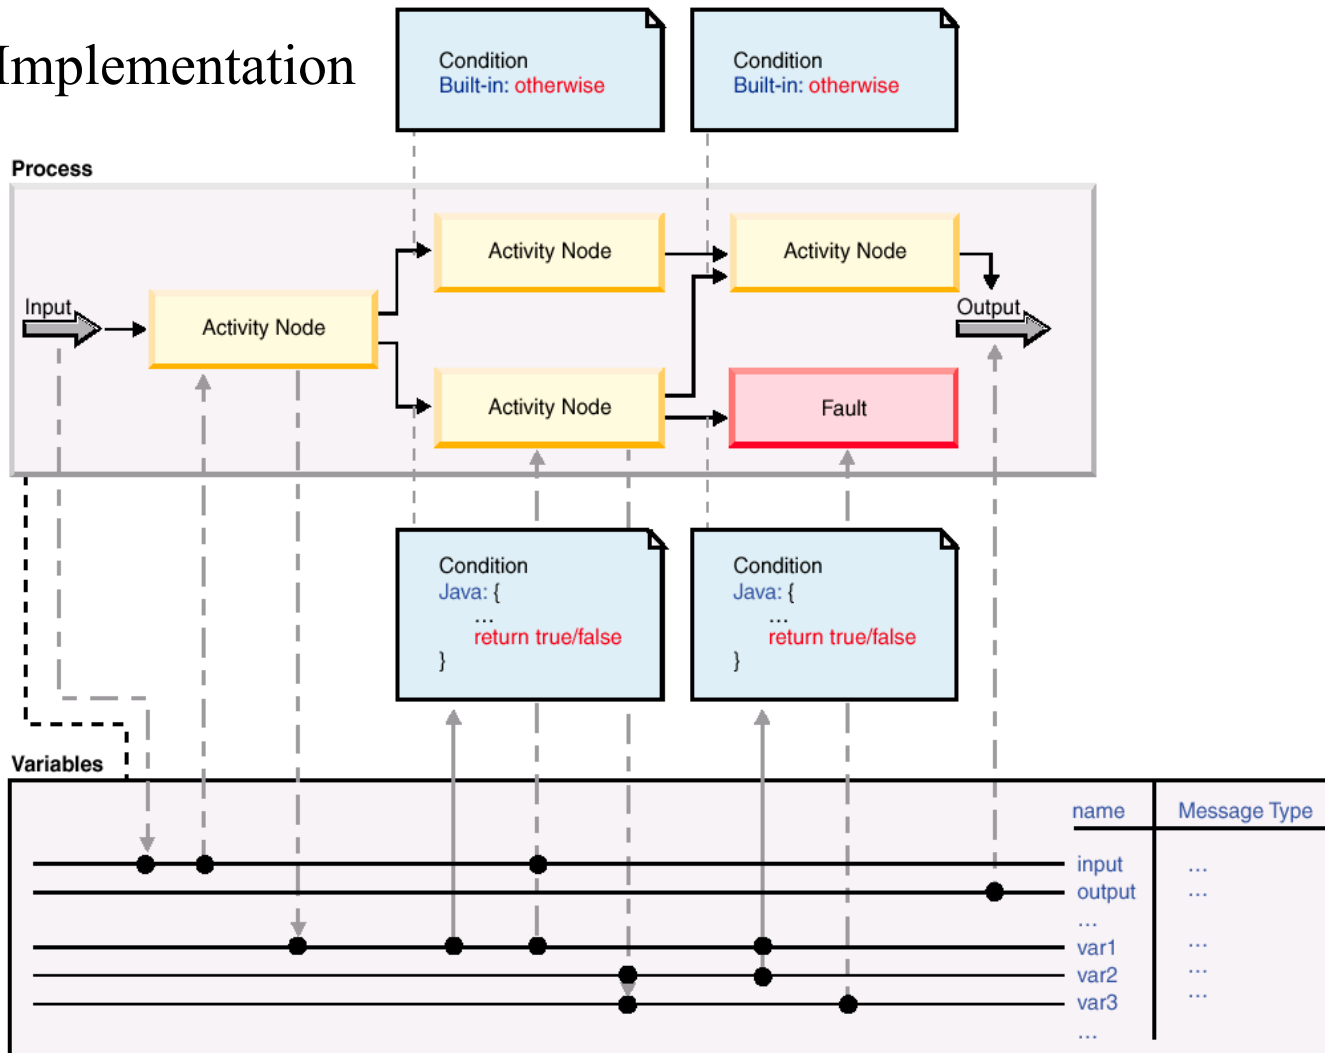 Implementation
Condition
Built-in: otherwise
Condition
Built-in: otherwise
Process
Activity Node
Activity Node
Input
Activity Node
Output
Activity Node
Fault
Condition
Java: {
...
return true/false
}
Condition
Java: {
...
return true/false
}
Variables
name Message Type
input ...
output ...
...
var1 ...
var2 ...
var3 ...
...